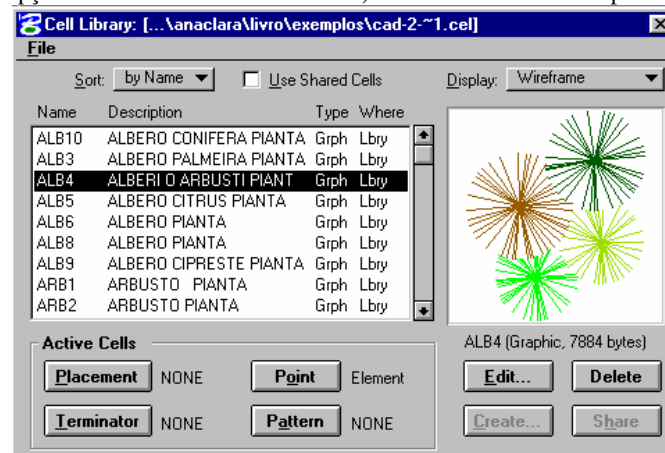 Cell Library: [...\anaclara\livro\exemplos\cad-2-~1.cel]
File
Sort: by Name Use Shared Cells Display: Wireframe
Name Description Type Where
ALB10 ALBERO CONIFERA PIANTA Grph Lbry
ALB3 ALBERO PALMEIRA PIANTA Grph Lbry
ALB4 ALBERI O ARBUSTI PIANT Grph Lbry
ALB5 ALBERO CITRUS PIANTA Grph Lbry
ALB6 ALBERO PIANTA Grph Lbry
ALB8 ALBERO PIANTA Grph Lbry
ALB9 ALBERO CIPRESTE PIANTA Grph Lbry
ARB1 ARBUSTO PIANTA Grph Lbry
ARB2 ARBUSTO PIANTA Grph Lbry
Active Cells ALB4 (Graphic, 7884 bytes)
Placement NONE Point Element Edit... Delete
Terminator NONE Pattern NONE Create... Share